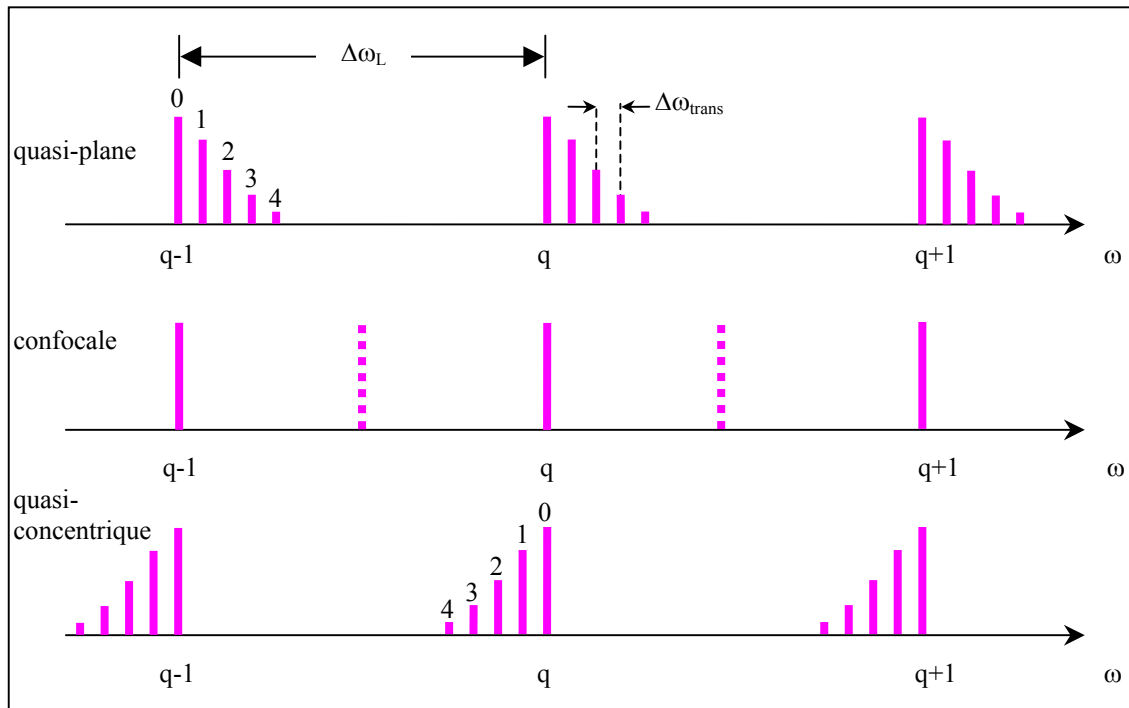 Δω_L
0
1
2
3
4
Δω_trans
quasi-plane
q-1
q
q+1
ω
confocale
q-1
q
q+1
ω
quasi-
concentrique
0
1
2
3
4
q-1
q
q+1
ω